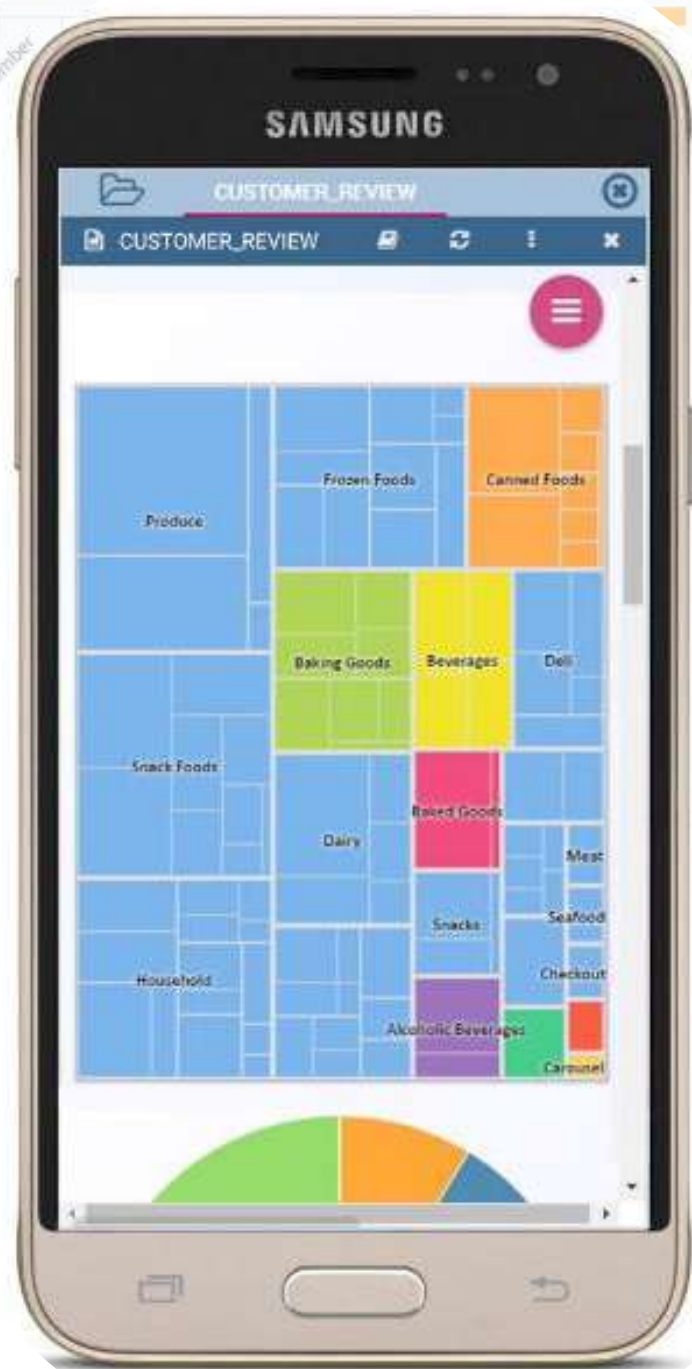 SAMSUNG
CUSTOMER_REVIEW
CUSTOMER_REVIEW
Produce
Frozen Foods
Canned Foods
Baking Goods
Beverages
Deli
Snack Foods
Dairy
Baked Goods
Meat
Snacks
Seafood
Household
Checkout
Alcoholic Beverages
Carousel